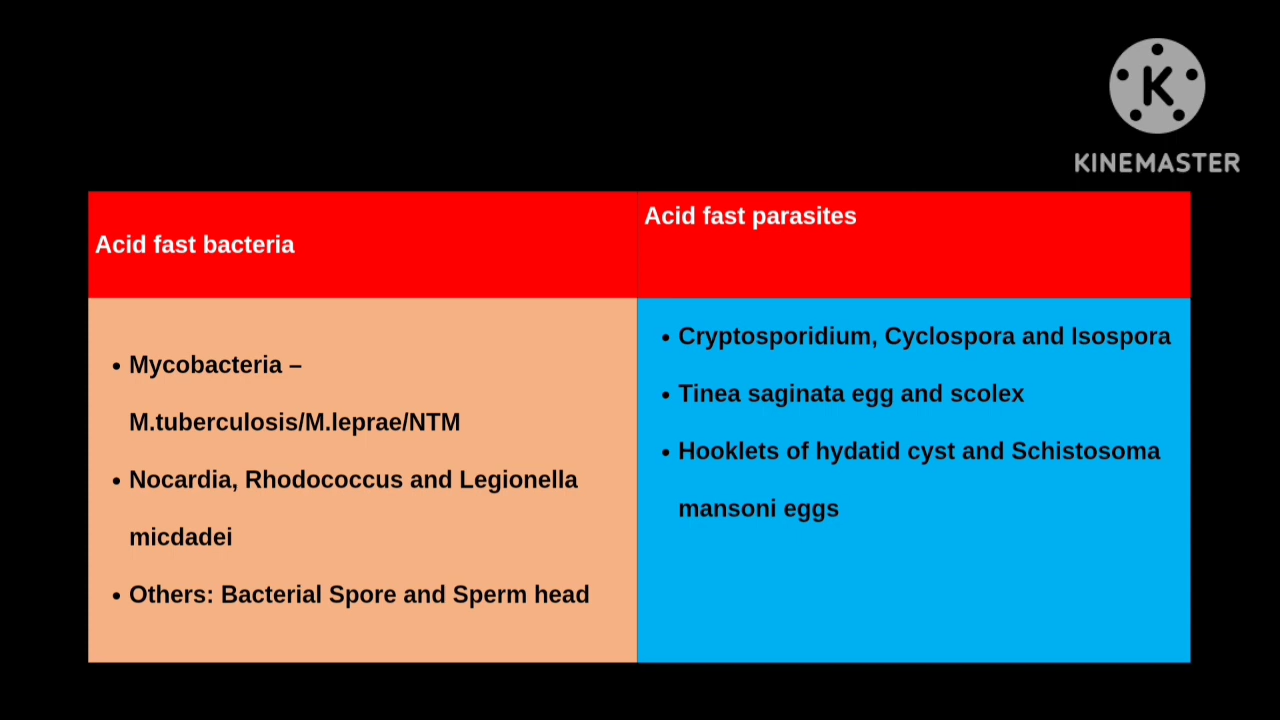 KINEMASTER
Acid fast bacteria
Acid fast parasites
• Mycobacteria –
M.tuberculosis/M.leprae/NTM
• Nocardia, Rhodococcus and Legionella
micdadei
• Others: Bacterial Spore and Sperm head
• Cryptosporidium, Cyclospora and Isospora
• Tinea saginata egg and scolex
• Hooklets of hydatid cyst and Schistosoma
mansoni eggs